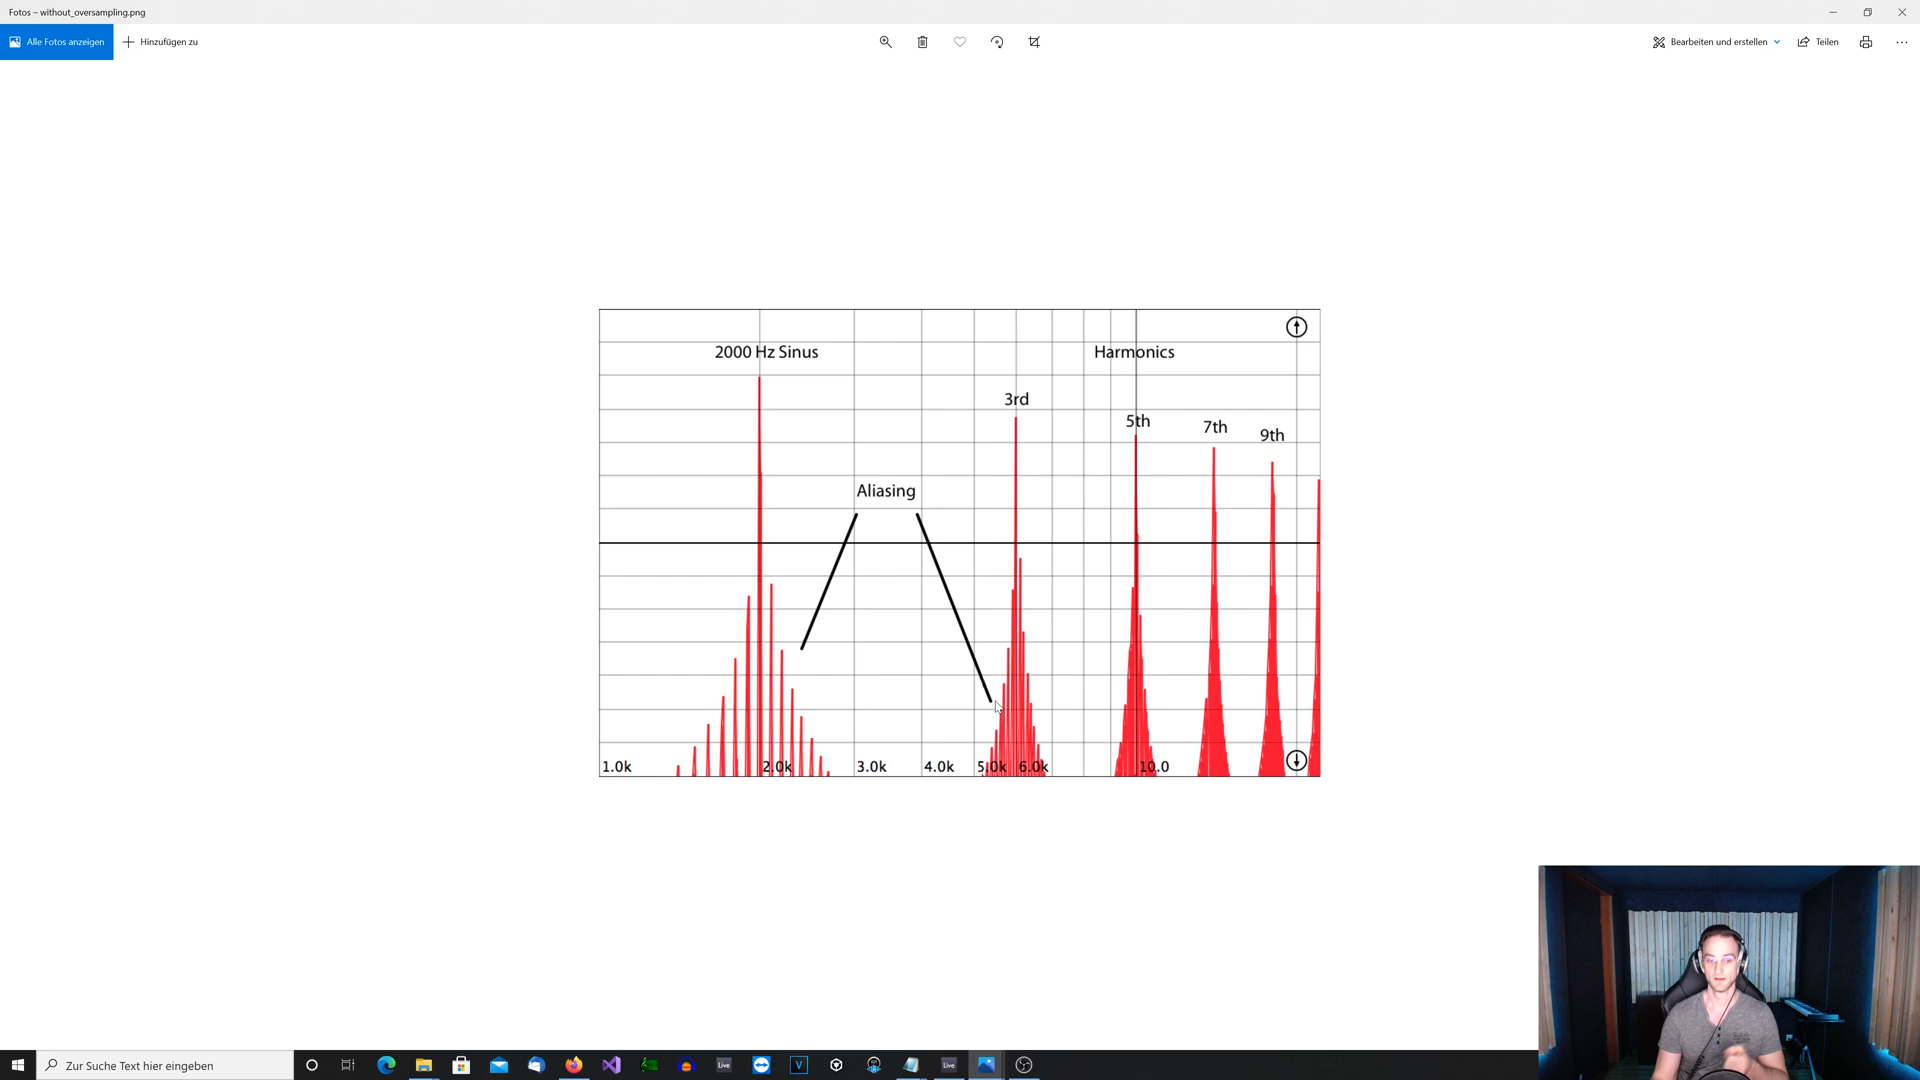 Fotos – without_oversampling.png
Alle Fotos anzeigen
Hinzufügen zu
Bearbeiten und erstellen
Teilen
2000 Hz Sinus
Harmonics
3rd
5th
7th
9th
Aliasing
1.0k 2.0k 3.0k 4.0k 5.0k 6.0k 10.0
Zur Suche Text hier eingeben
Live
V
Live